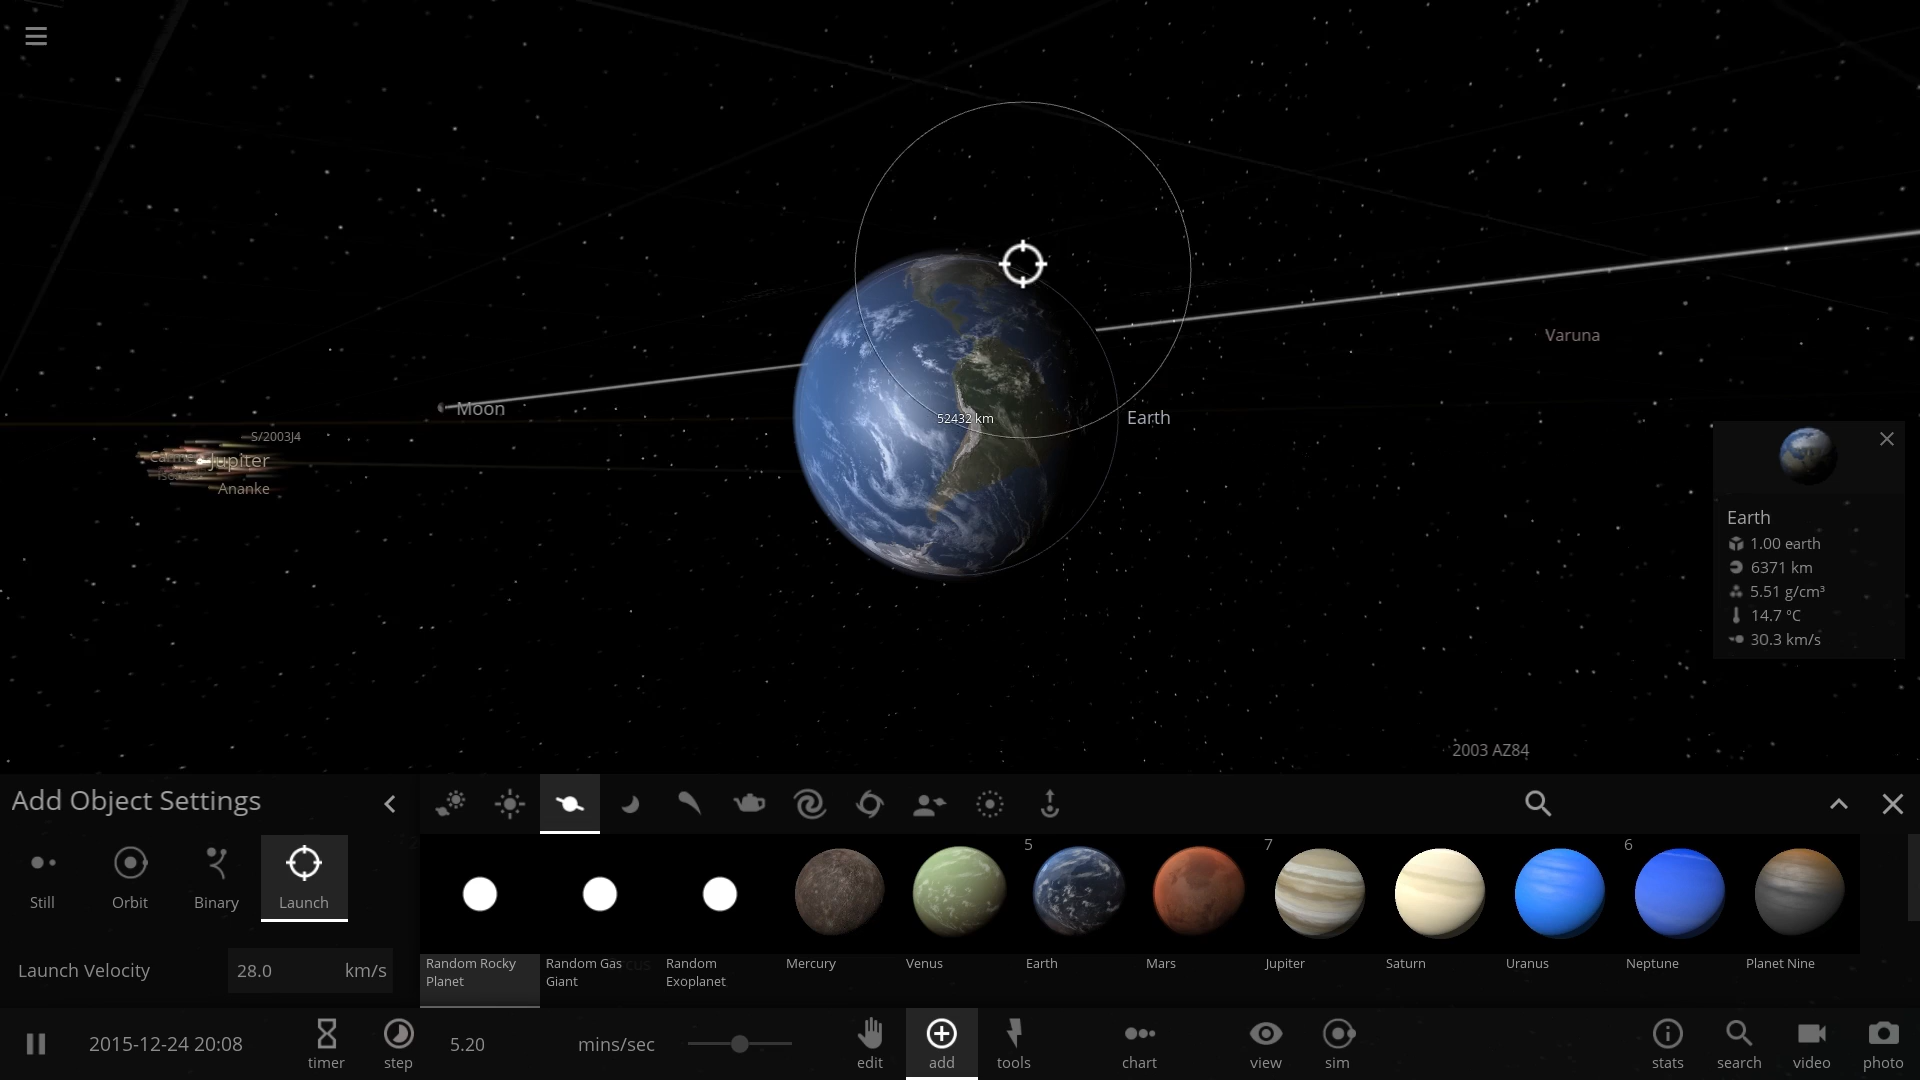 Varuna
Moon
Earth
52432 km
S/2003J4
Jupiter
Ananke
Earth
1.00 earth
6371 km
5.51 g/cm³
14.7 °C
30.3 km/s
2003 AZ84
Add Object Settings
5
7
6
Still
Orbit
Binary
Launch
Launch Velocity
28.0
km/s
Random Rocky
Planet
Random Gas
Giant
Random
Exoplanet
Mercury
Venus
Earth
Mars
Jupiter
Saturn
Uranus
Neptune
Planet Nine
2015-12-24 20:08
timer
step
5.20
mins/sec
edit
add
tools
chart
view
sim
stats
search
video
photo